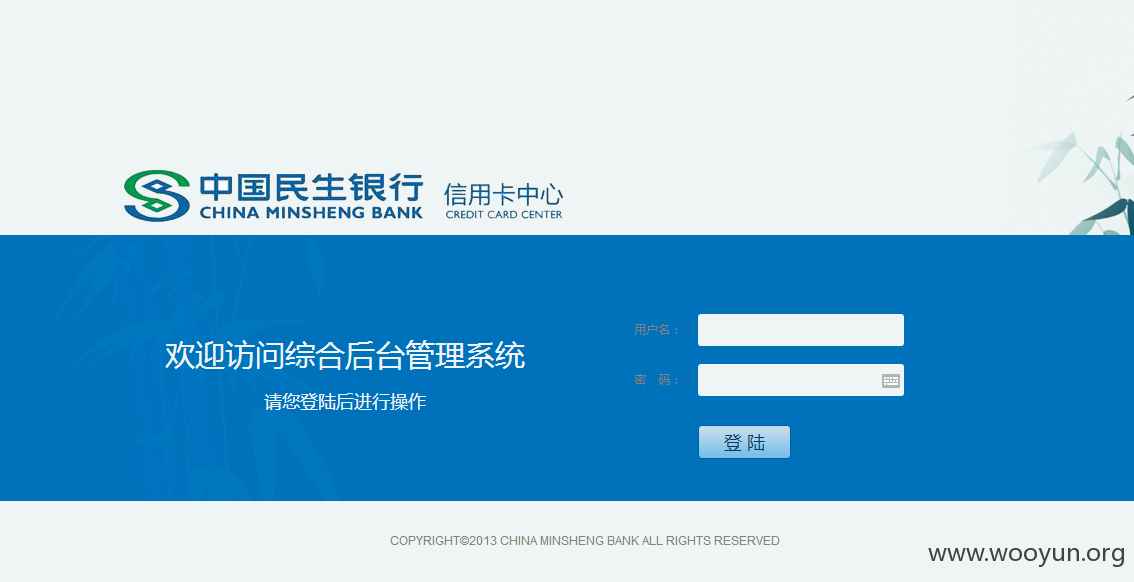 中国民生银行 信用卡中心
CHINA MINSHENG BANK CREDIT CARD CENTER
用户名：
欢迎访问综合后台管理系统
密 码：
请您登陆后进行操作
登 陆
COPYRIGHT©2013 CHINA MINSHENG BANK ALL RIGHTS RESERVED
www.wooyun.org